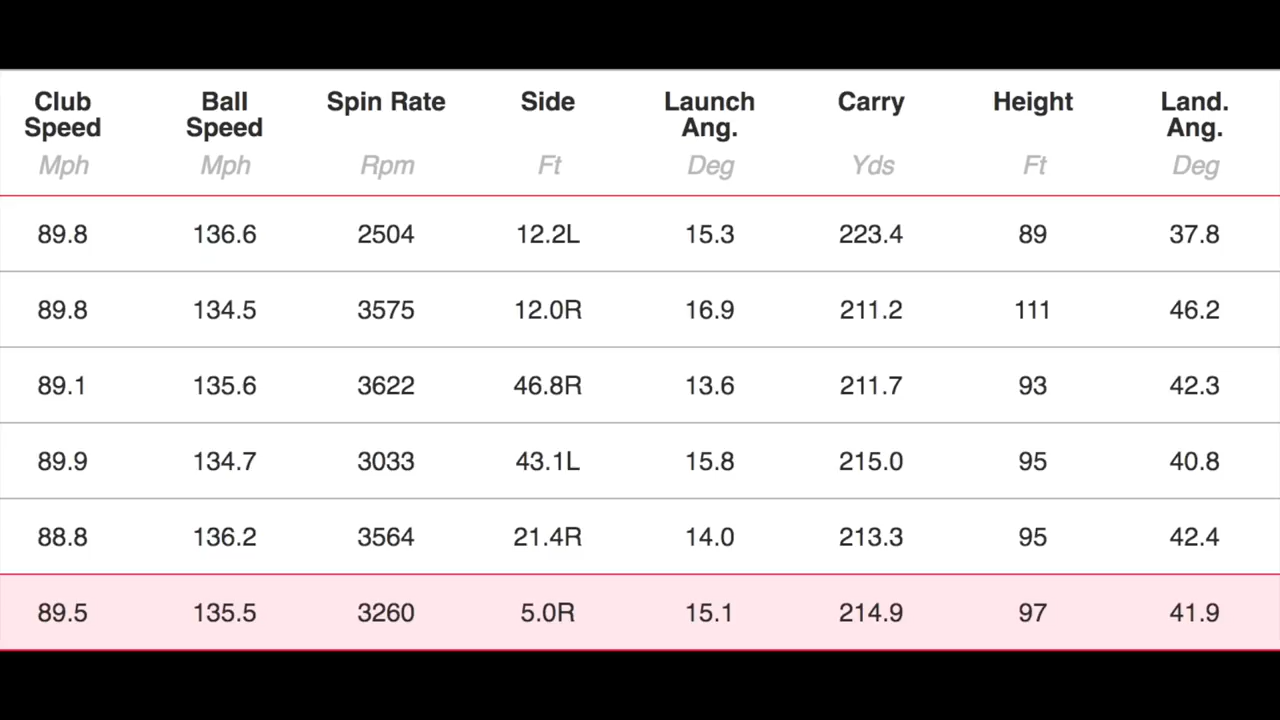 Club Speed Ball Speed Spin Rate Side Launch Ang. Carry Height Land. Ang.
Mph Mph Rpm Ft Deg Yds Ft Deg
89.8 136.6 2504 12.2L 15.3 223.4 89 37.8
89.8 134.5 3575 12.0R 16.9 211.2 111 46.2
89.1 135.6 3622 46.8R 13.6 211.7 93 42.3
89.9 134.7 3033 43.1L 15.8 215.0 95 40.8
88.8 136.2 3564 21.4R 14.0 213.3 95 42.4
89.5 135.5 3260 5.0R 15.1 214.9 97 41.9